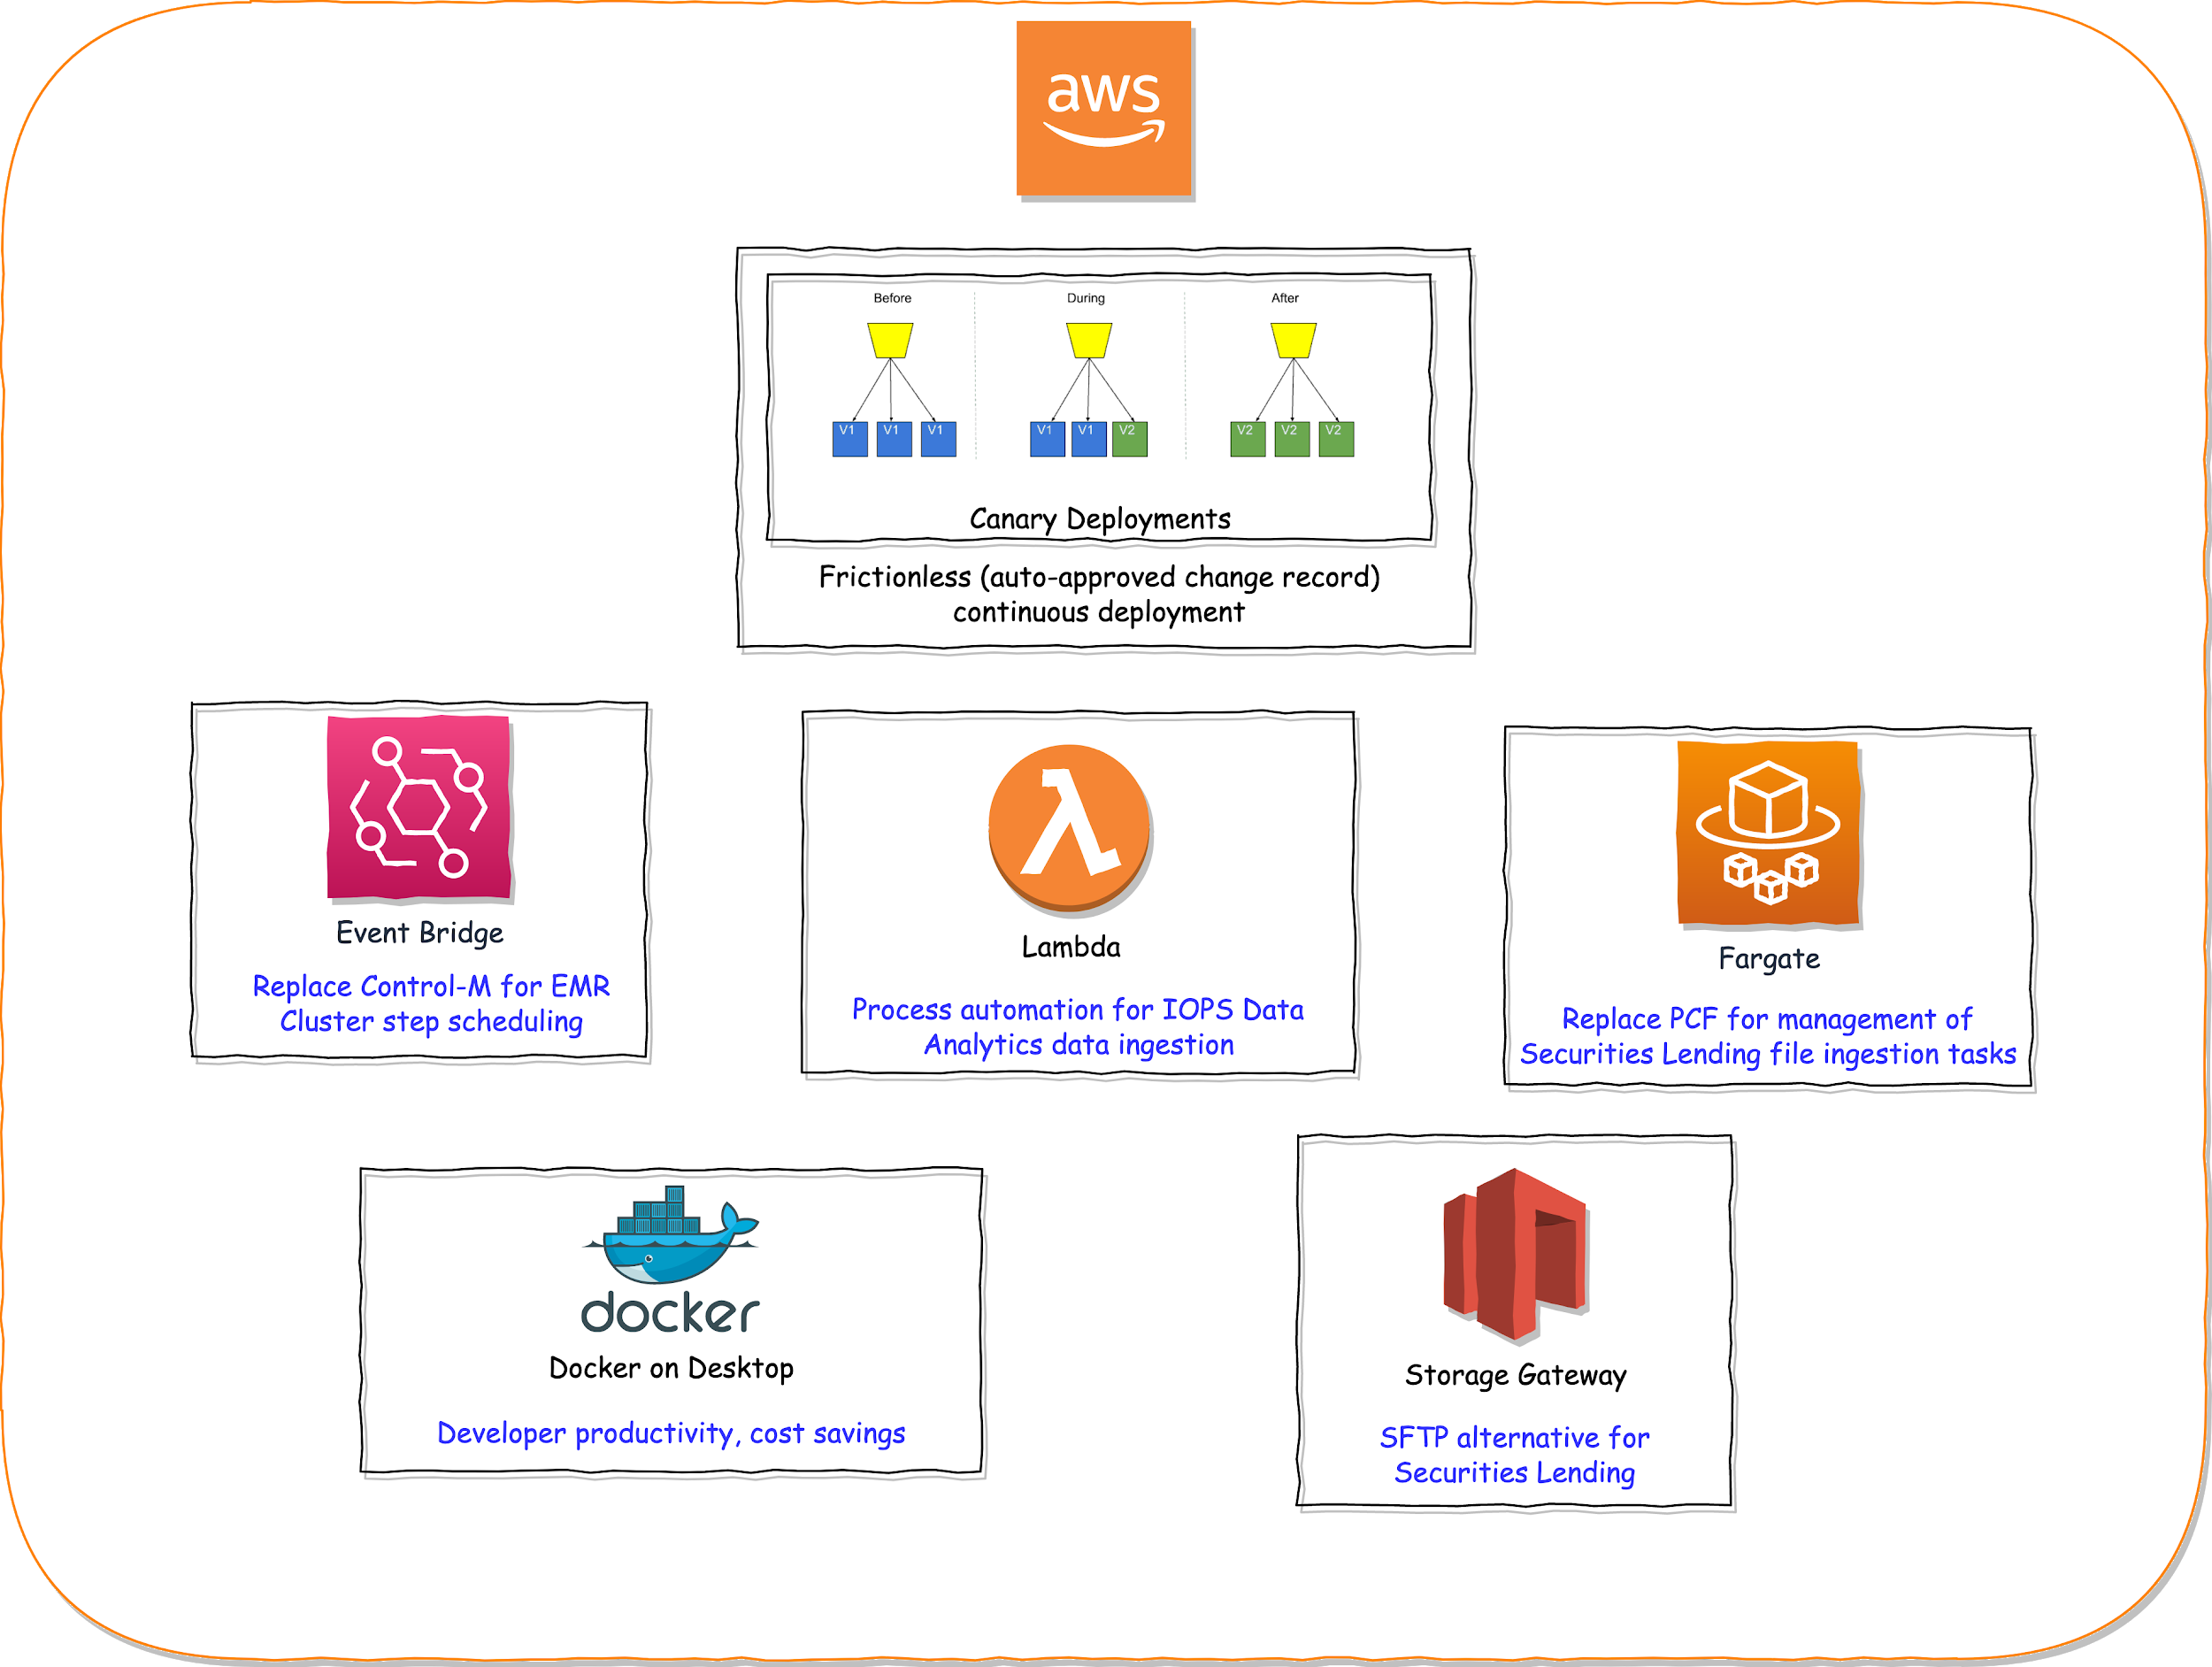 aws
Before During After
V1 V1 V1 V1 V1 V2 V2 V2 V2
Canary Deployments
Frictionless (auto-approved change record)
continuous deployment
Event Bridge
Replace Control-M for EMR
Cluster step scheduling
Lambda
Process automation for IOPS Data
Analytics data ingestion
Fargate
Replace PCF for management of
Securities Lending file ingestion tasks
docker
Docker on Desktop
Developer productivity, cost savings
Storage Gateway
SFTP alternative for
Securities Lending